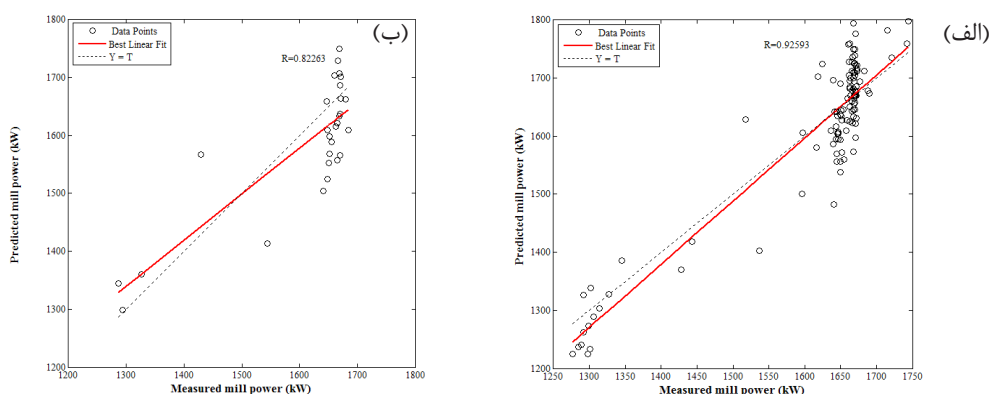 (الف)
Data Points
Best Linear Fit
Y = T
R=0.92593
Predicted mill power (kW)
1800
1700
1600
1500
1400
1300
1200
1250
1300
1350
1400
1450
1500
1550
1600
1650
1700
1750
Measured mill power (kW)
(ب)
Data Points
Best Linear Fit
Y = T
R=0.82263
Predicted mill power (kW)
1800
1700
1600
1500
1400
1300
1200
1200
1300
1400
1500
1600
1700
1800
Measured mill power (kW)